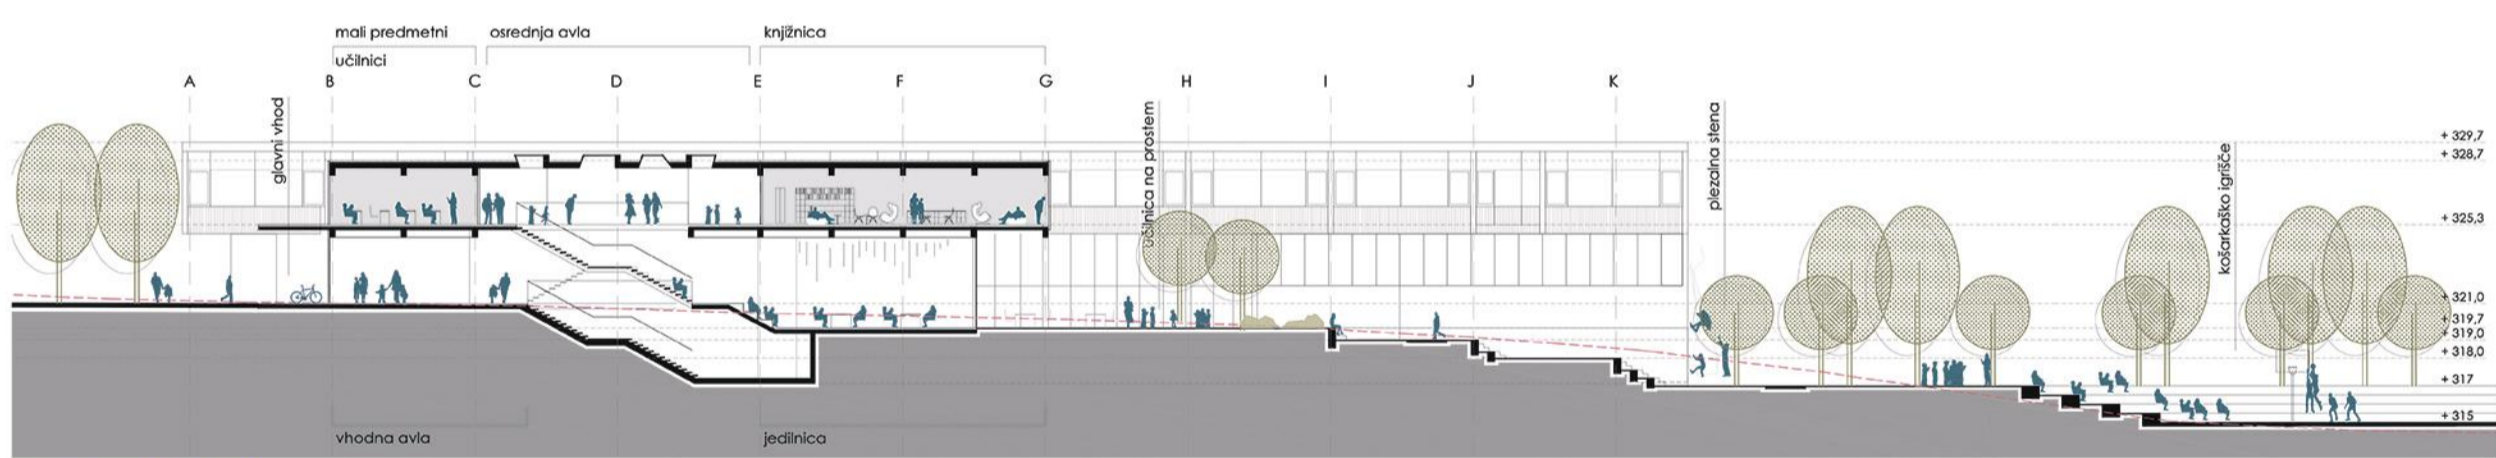 mali predmetni
učilnici
osrednja avla
knjižnica
A
B
C
D
E
F
G
H
I
J
K
glavni vhod
učilnica na prostem
plezalna stena
košarkaško igrišče
+ 329,7
+ 328,7
+ 325,3
+ 321,0
+ 319,7
+ 319,0
+ 318,0
+ 317
+ 315
vhodna avla
jedilnica